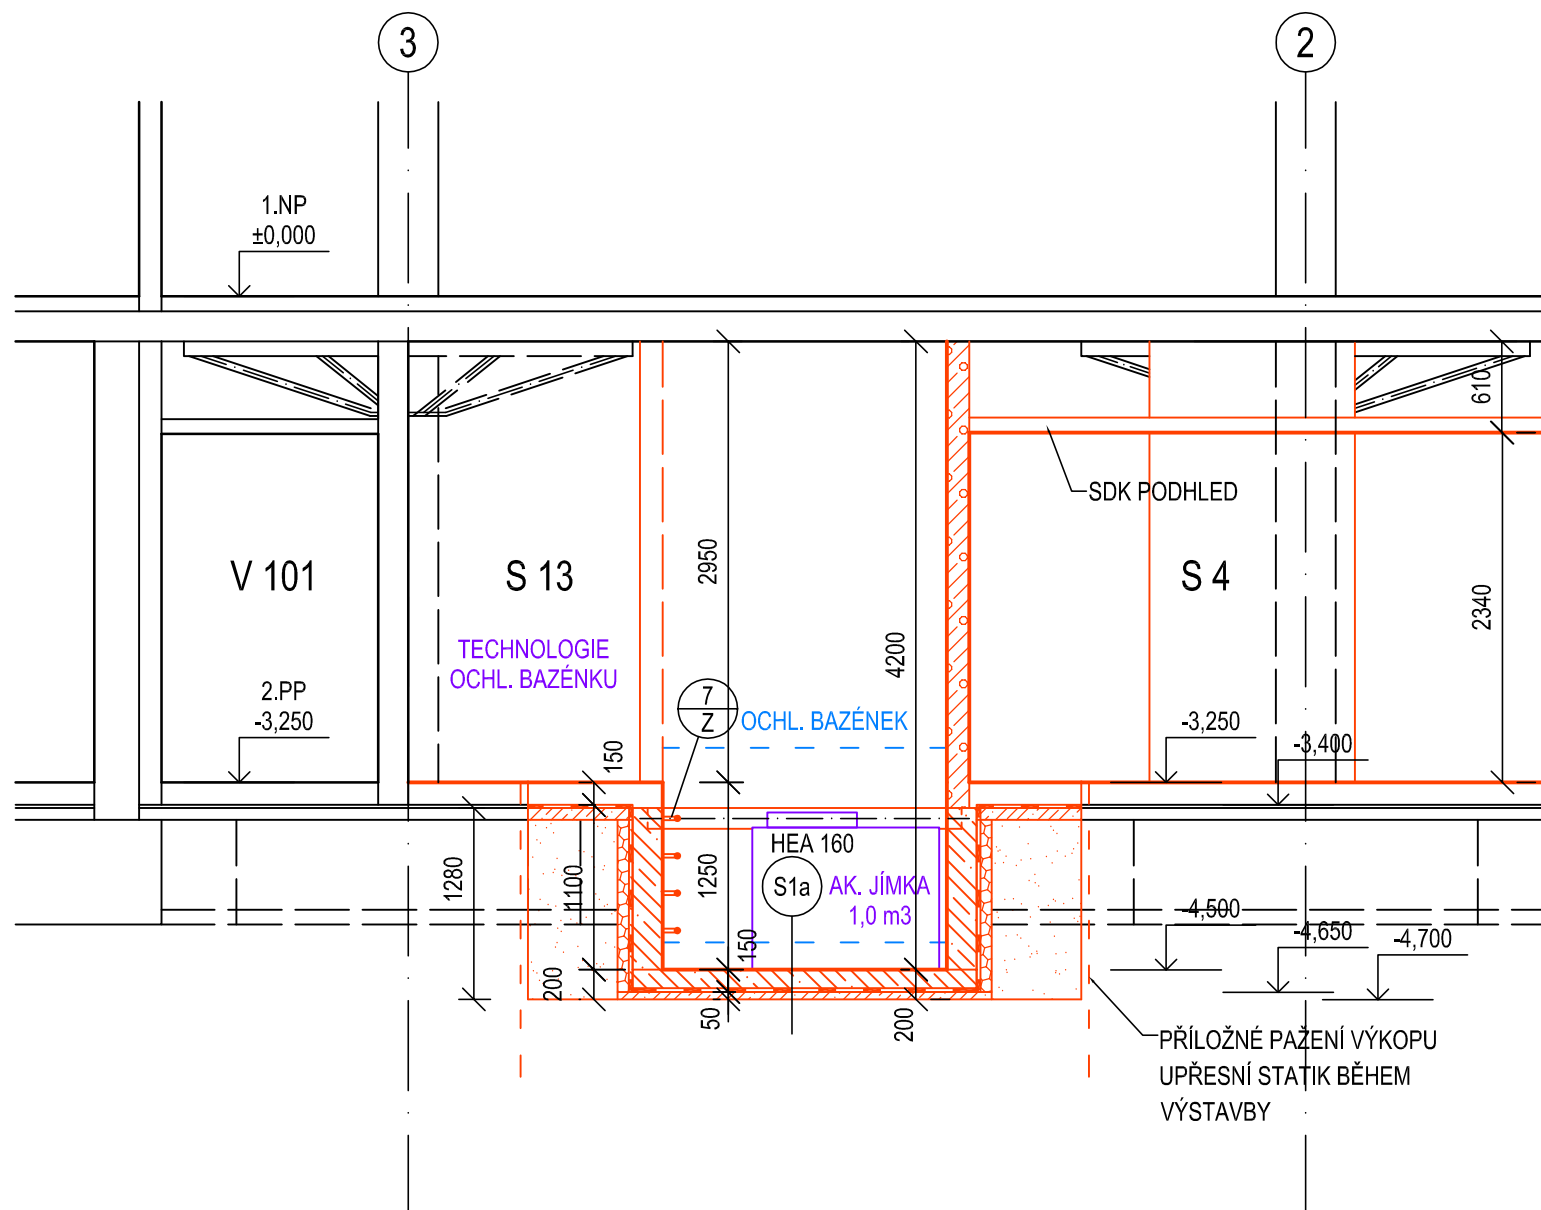 3
2
1.NP
±0,000
610
SDK PODHLED
V 101
S 13
S 4
2950
4200
2340
TECHNOLOGIE
OCHL. BAZÉNKU
2.PP
-3,250
7
Z
OCHL. BAZÉNEK
-3,250
-3,400
150
1280
1100
1250
HEA 160
S1a
AK. JÍMKA
1,0 m3
-4,500
-4,650
-4,700
150
200
50
200
PŘÍLOŽNÉ PAŽENÍ VÝKOPU
UPŘESNÍ STATIK BĚHEM
VÝSTAVBY